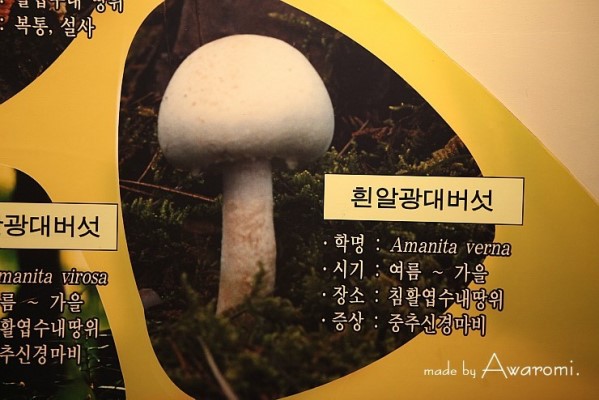 : 복통, 설사
흰알광대버섯
· 학명 : Amanita verna
· 시기 : 여름 ~ 가을
· 장소 : 침활엽수내땅위
· 증상 : 중추신경마비
광대버섯
manita virosa
름 ~ 가을
활엽수내땅위
추신경마비
made by Awaromi.